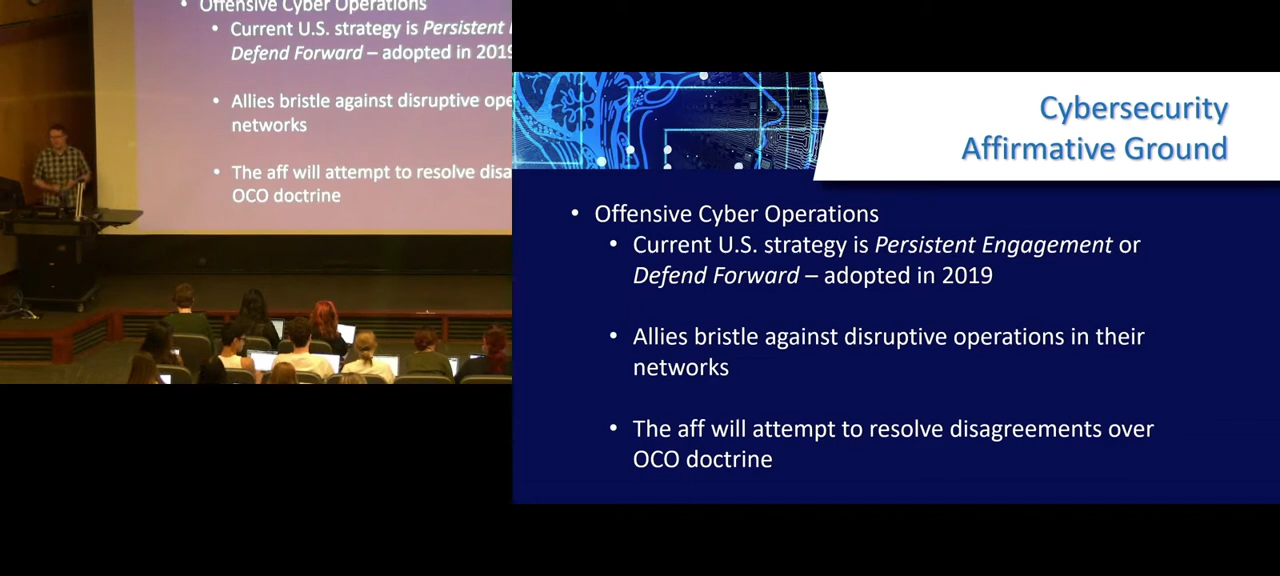 Offensive Cyber Operations
Current U.S. strategy is Persistent
Defend Forward – adopted in 2019
Allies bristle against disruptive ope
networks
The aff will attempt to resolve disa
OCO doctrine
Cybersecurity
Affirmative Ground
• Offensive Cyber Operations
• Current U.S. strategy is Persistent Engagement or
Defend Forward – adopted in 2019
• Allies bristle against disruptive operations in their
networks
• The aff will attempt to resolve disagreements over
OCO doctrine